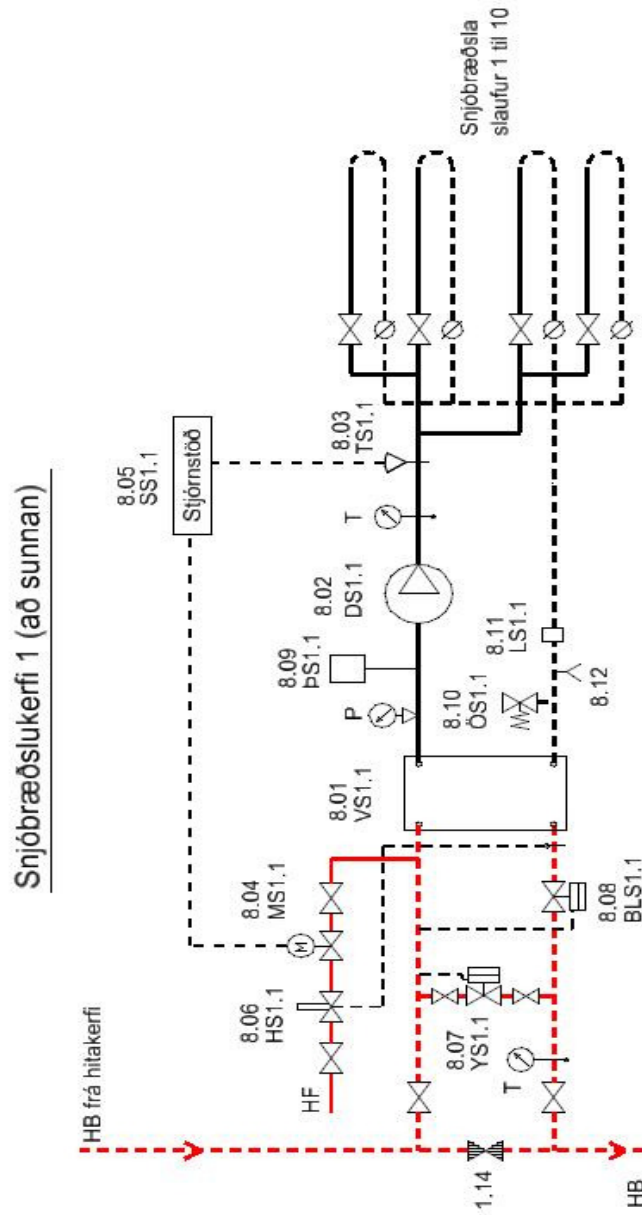 Snjóbræðslukerfi 1 (að sunnan)
HB frá hitakerfi
HF
8.06
HS1.1
8.04
MS1.1
M
8.05
SS1.1
Stjórnstöð
8.01
VS1.1
P
8.09
ÞS1.1
8.02
DS1.1
T
8.03
TS1.1
Snjóbræðsla
slaufur 1 til 10
1.14
T
8.07
YS1.1
8.08
BLS1.1
8.10
ÖS1.1
8.12
8.11
LS1.1
HB